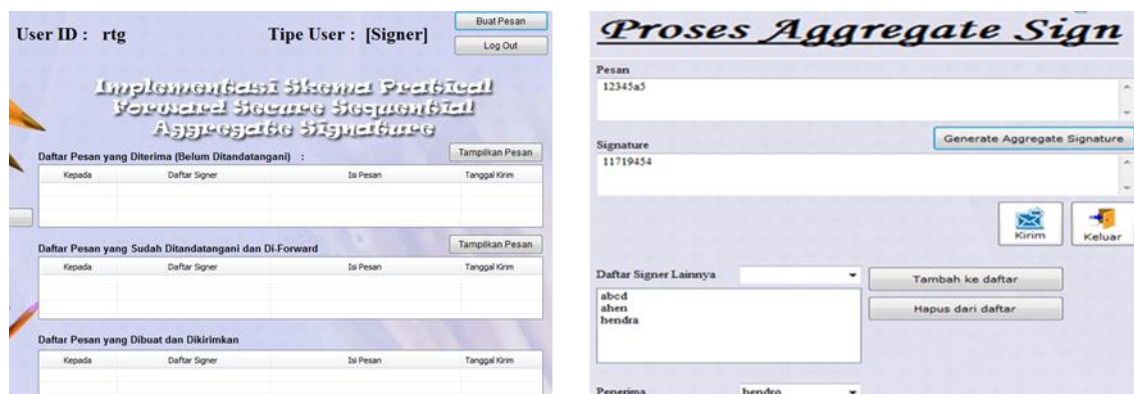 User ID : rtg
Tipe User : [Signer]
Buat Pesan
Log Out
Implementasi Skema Pratical
Forward Secure Sequential
Aggregate Signature
Daftar Pesan yang Diterima (Belum Ditandatangani) :
Tampilkan Pesan
Kepada Daftar Signer Isi Pesan Tanggal Kirim
Daftar Pesan yang Sudah Ditandatangani dan Di-Forward
Tampilkan Pesan
Kepada Daftar Signer Isi Pesan Tanggal Kirim
Daftar Pesan yang Dibuat dan Dikirimkan
Kepada Daftar Signer Isi Pesan Tanggal Kirim
Proses Aggregate Sign
Pesan
12345a5
Generate Aggregate Signature
Signature
11719454
Kirim
Keluar
Daftar Signer Lainnya
Tambah ke daftar
abcd
ahen
hendra
Hapus dari daftar
Penerima hendro